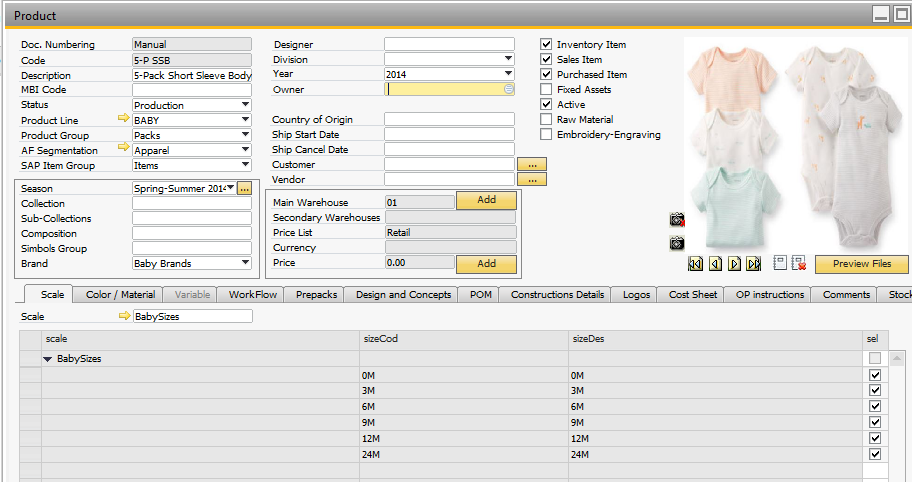 Product
Doc. Numbering Manual
Code 5-P SSB
Description 5-Pack Short Sleeve Body
MBI Code
Status Production
Product Line BABY
Product Group Packs
AF Segmentation Apparel
SAP Item Group Items
Season Spring-Summer 2014 ...
Collection
Sub-Collections
Composition
Simbols Group
Brand Baby Brands
Designer
Division
Year 2014
Owner
Country of Origin
Ship Start Date
Ship Cancel Date
Customer ...
Vendor ...
Main Warehouse 01 Add
Secondary Warehouses
Price List Retail
Currency
Price 0.00 Add
Inventory Item
Sales Item
Purchased Item
Fixed Assets
Active
Raw Material
Embroidery-Engraving
Preview Files
Scale Color / Material Variable WorkFlow Prepacks Design and Concepts POM Constructions Details Logos Cost Sheet OP instructions Comments Stock
Scale BabySizes
scale sizeCod sizeDes sel
BabySizes
0M 0M
3M 3M
6M 6M
9M 9M
12M 12M
24M 24M